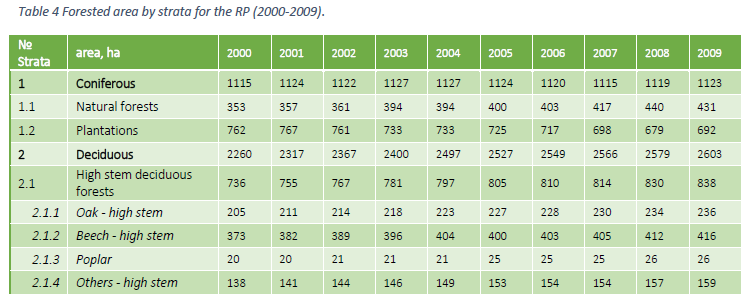 Table 4 Forested area by strata for the RP (2000-2009).
№ Strata area, ha 2000 2001 2002 2003 2004 2005 2006 2007 2008 2009
1 Coniferous 1115 1124 1122 1127 1127 1124 1120 1115 1119 1123
1.1 Natural forests 353 357 361 394 394 400 403 417 440 431
1.2 Plantations 762 767 761 733 733 725 717 698 679 692
2 Deciduous 2260 2317 2367 2400 2497 2527 2549 2566 2579 2603
2.1 High stem deciduous forests 736 755 767 781 797 805 810 814 830 838
2.1.1 Oak - high stem 205 211 214 218 223 227 228 230 234 236
2.1.2 Beech - high stem 373 382 389 396 404 400 403 405 412 416
2.1.3 Poplar 20 20 21 21 21 25 25 25 26 26
2.1.4 Others - high stem 138 141 144 146 149 153 154 154 157 159